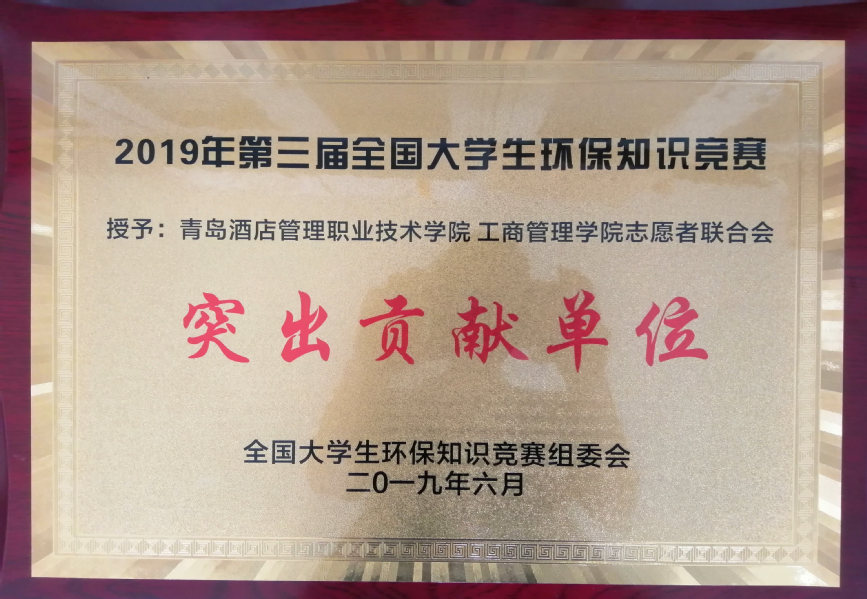 2019年第三届全国大学生环保知识竞赛
授予：青岛酒店管理职业技术学院 工商管理学院志愿者联合会
突出贡献单位
全国大学生环保知识竞赛组委会
二0一九年六月